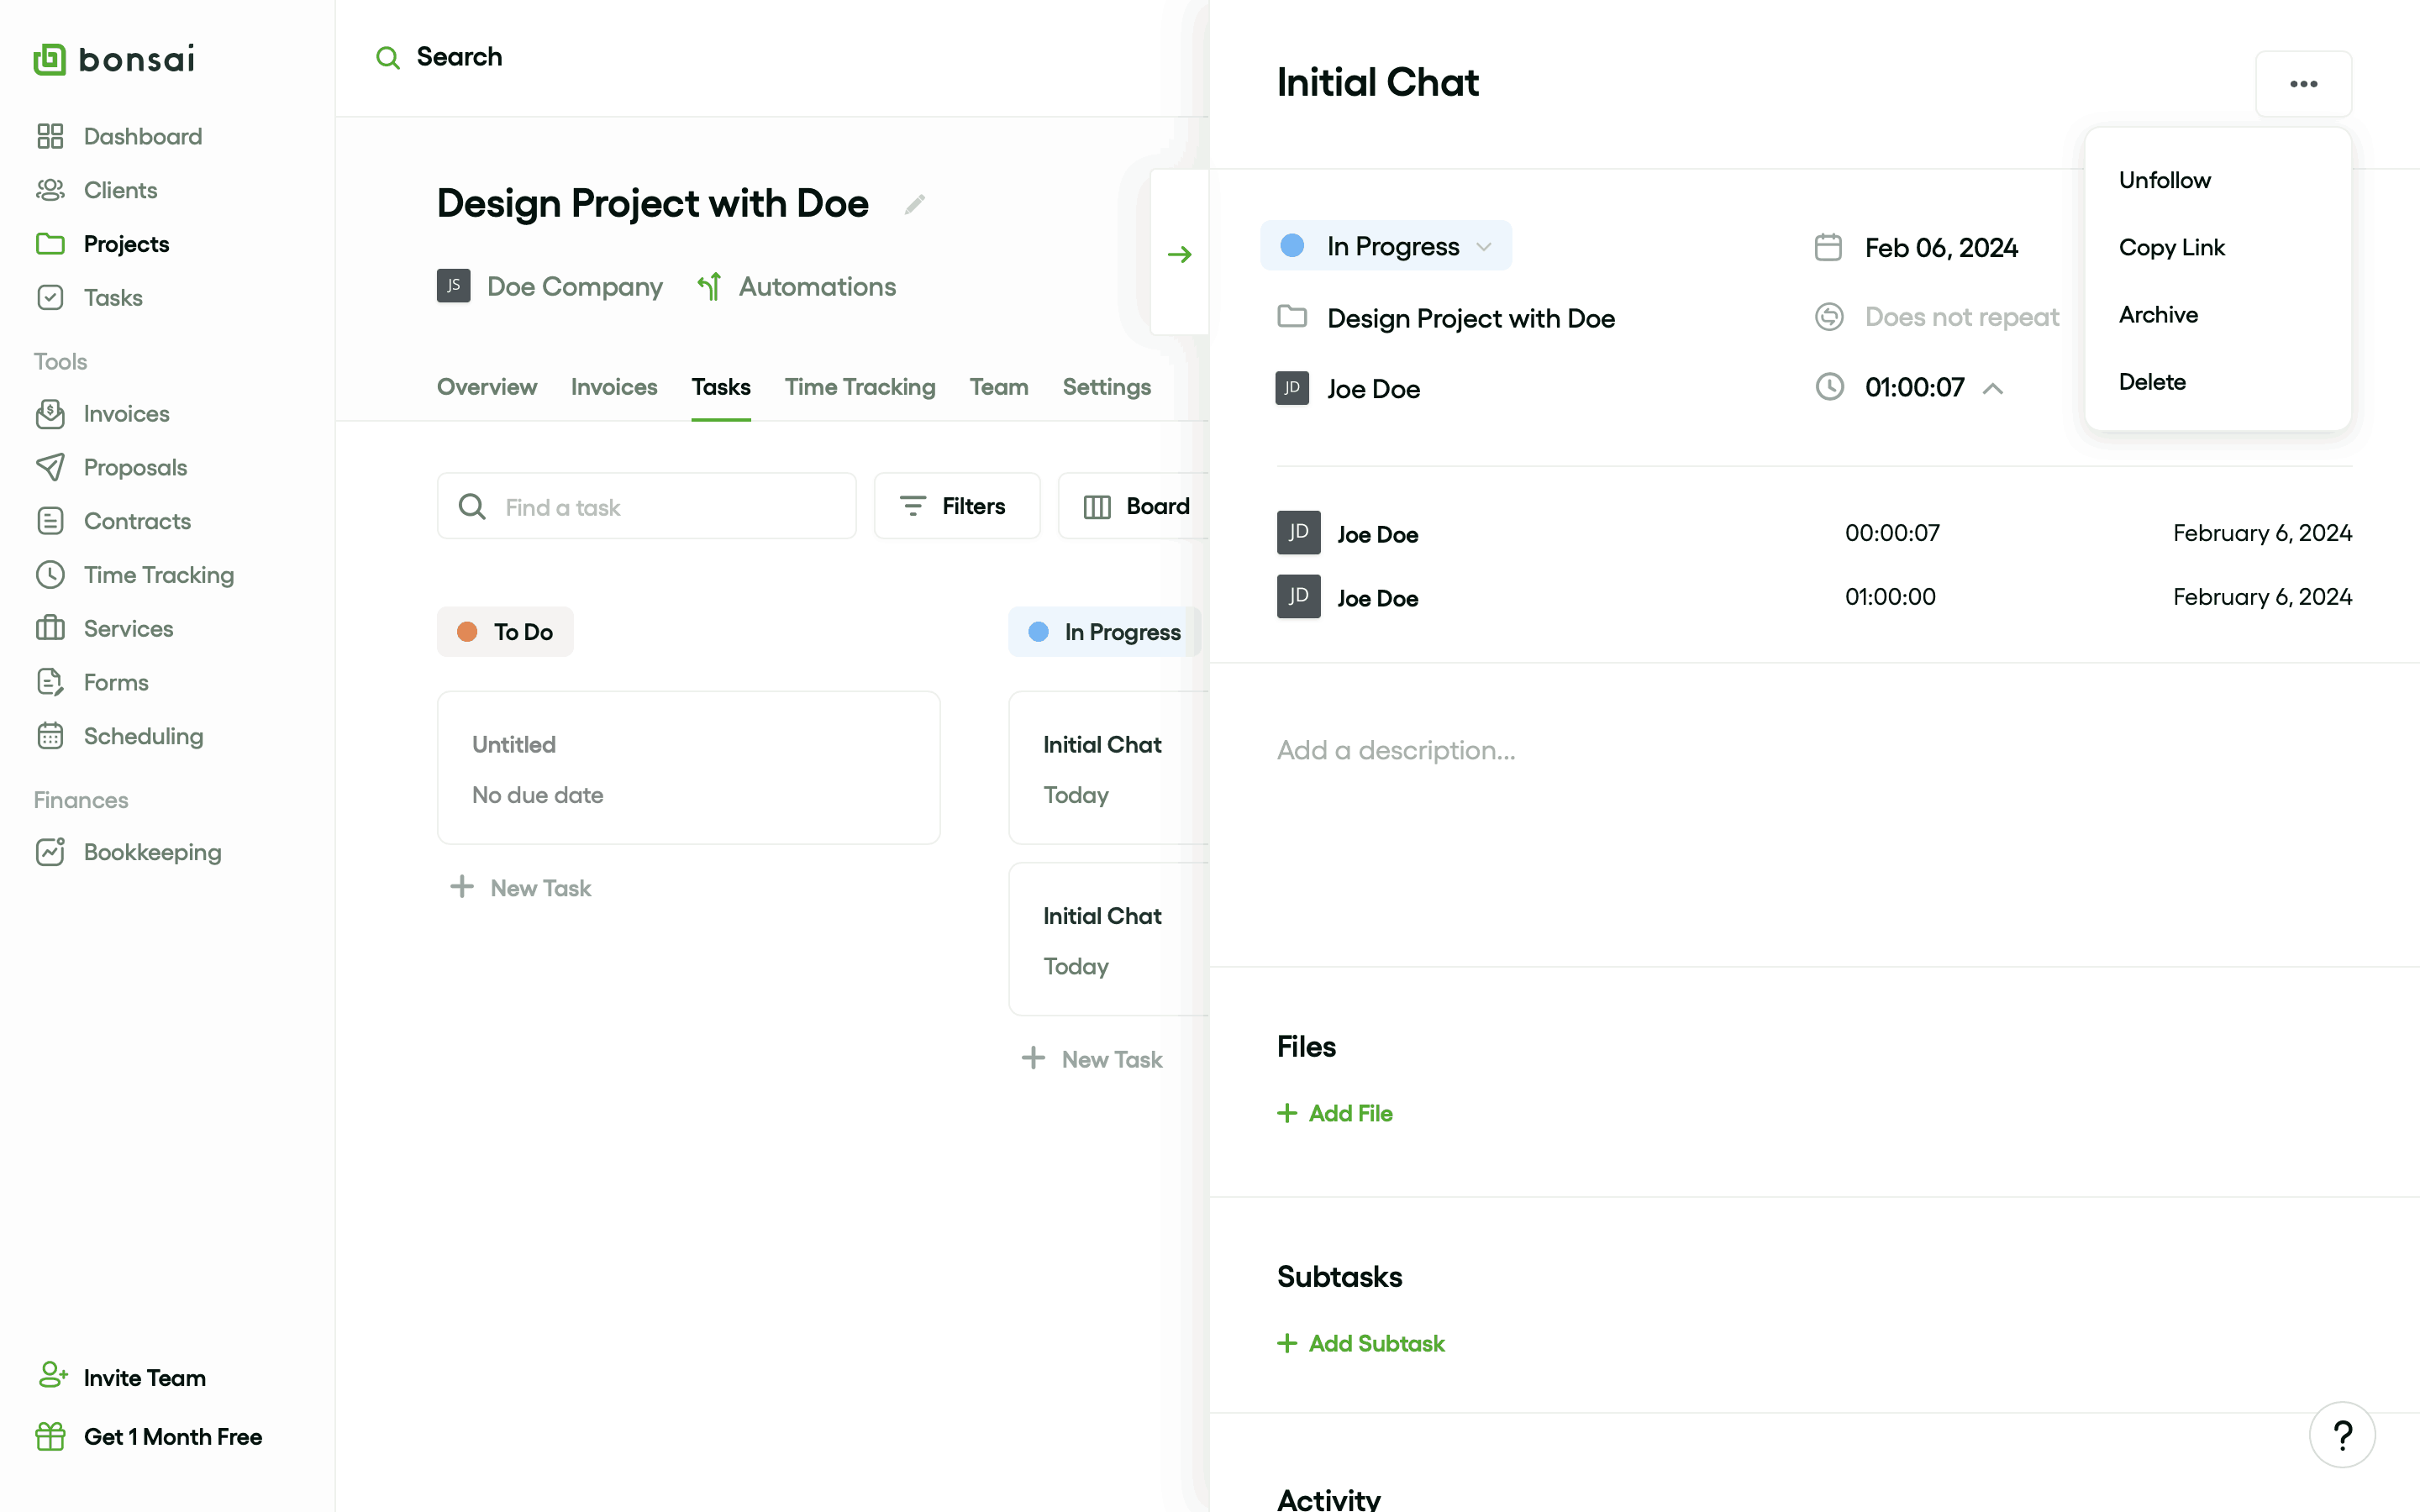 bonsai
Dashboard
Clients
Projects
Tasks
Tools
Invoices
Proposals
Contracts
Time Tracking
Services
Forms
Scheduling
Finances
Bookkeeping
Invite Team
Get 1 Month Free
Search
Design Project with Doe
JS Doe Company Automations
Overview Invoices Tasks Time Tracking Team Settings
Find a task Filters Board
To Do
Untitled
No due date
New Task
In Progress
Initial Chat
Today
Initial Chat
Today
New Task
Initial Chat
Unfollow
Copy Link
Archive
Delete
In Progress Feb 06, 2024
Design Project with Doe Does not repeat
JD Joe Doe 01:00:07
JD Joe Doe 00:00:07 February 6, 2024
JD Joe Doe 01:00:00 February 6, 2024
Add a description...
Files
+ Add File
Subtasks
+ Add Subtask
Activity
?